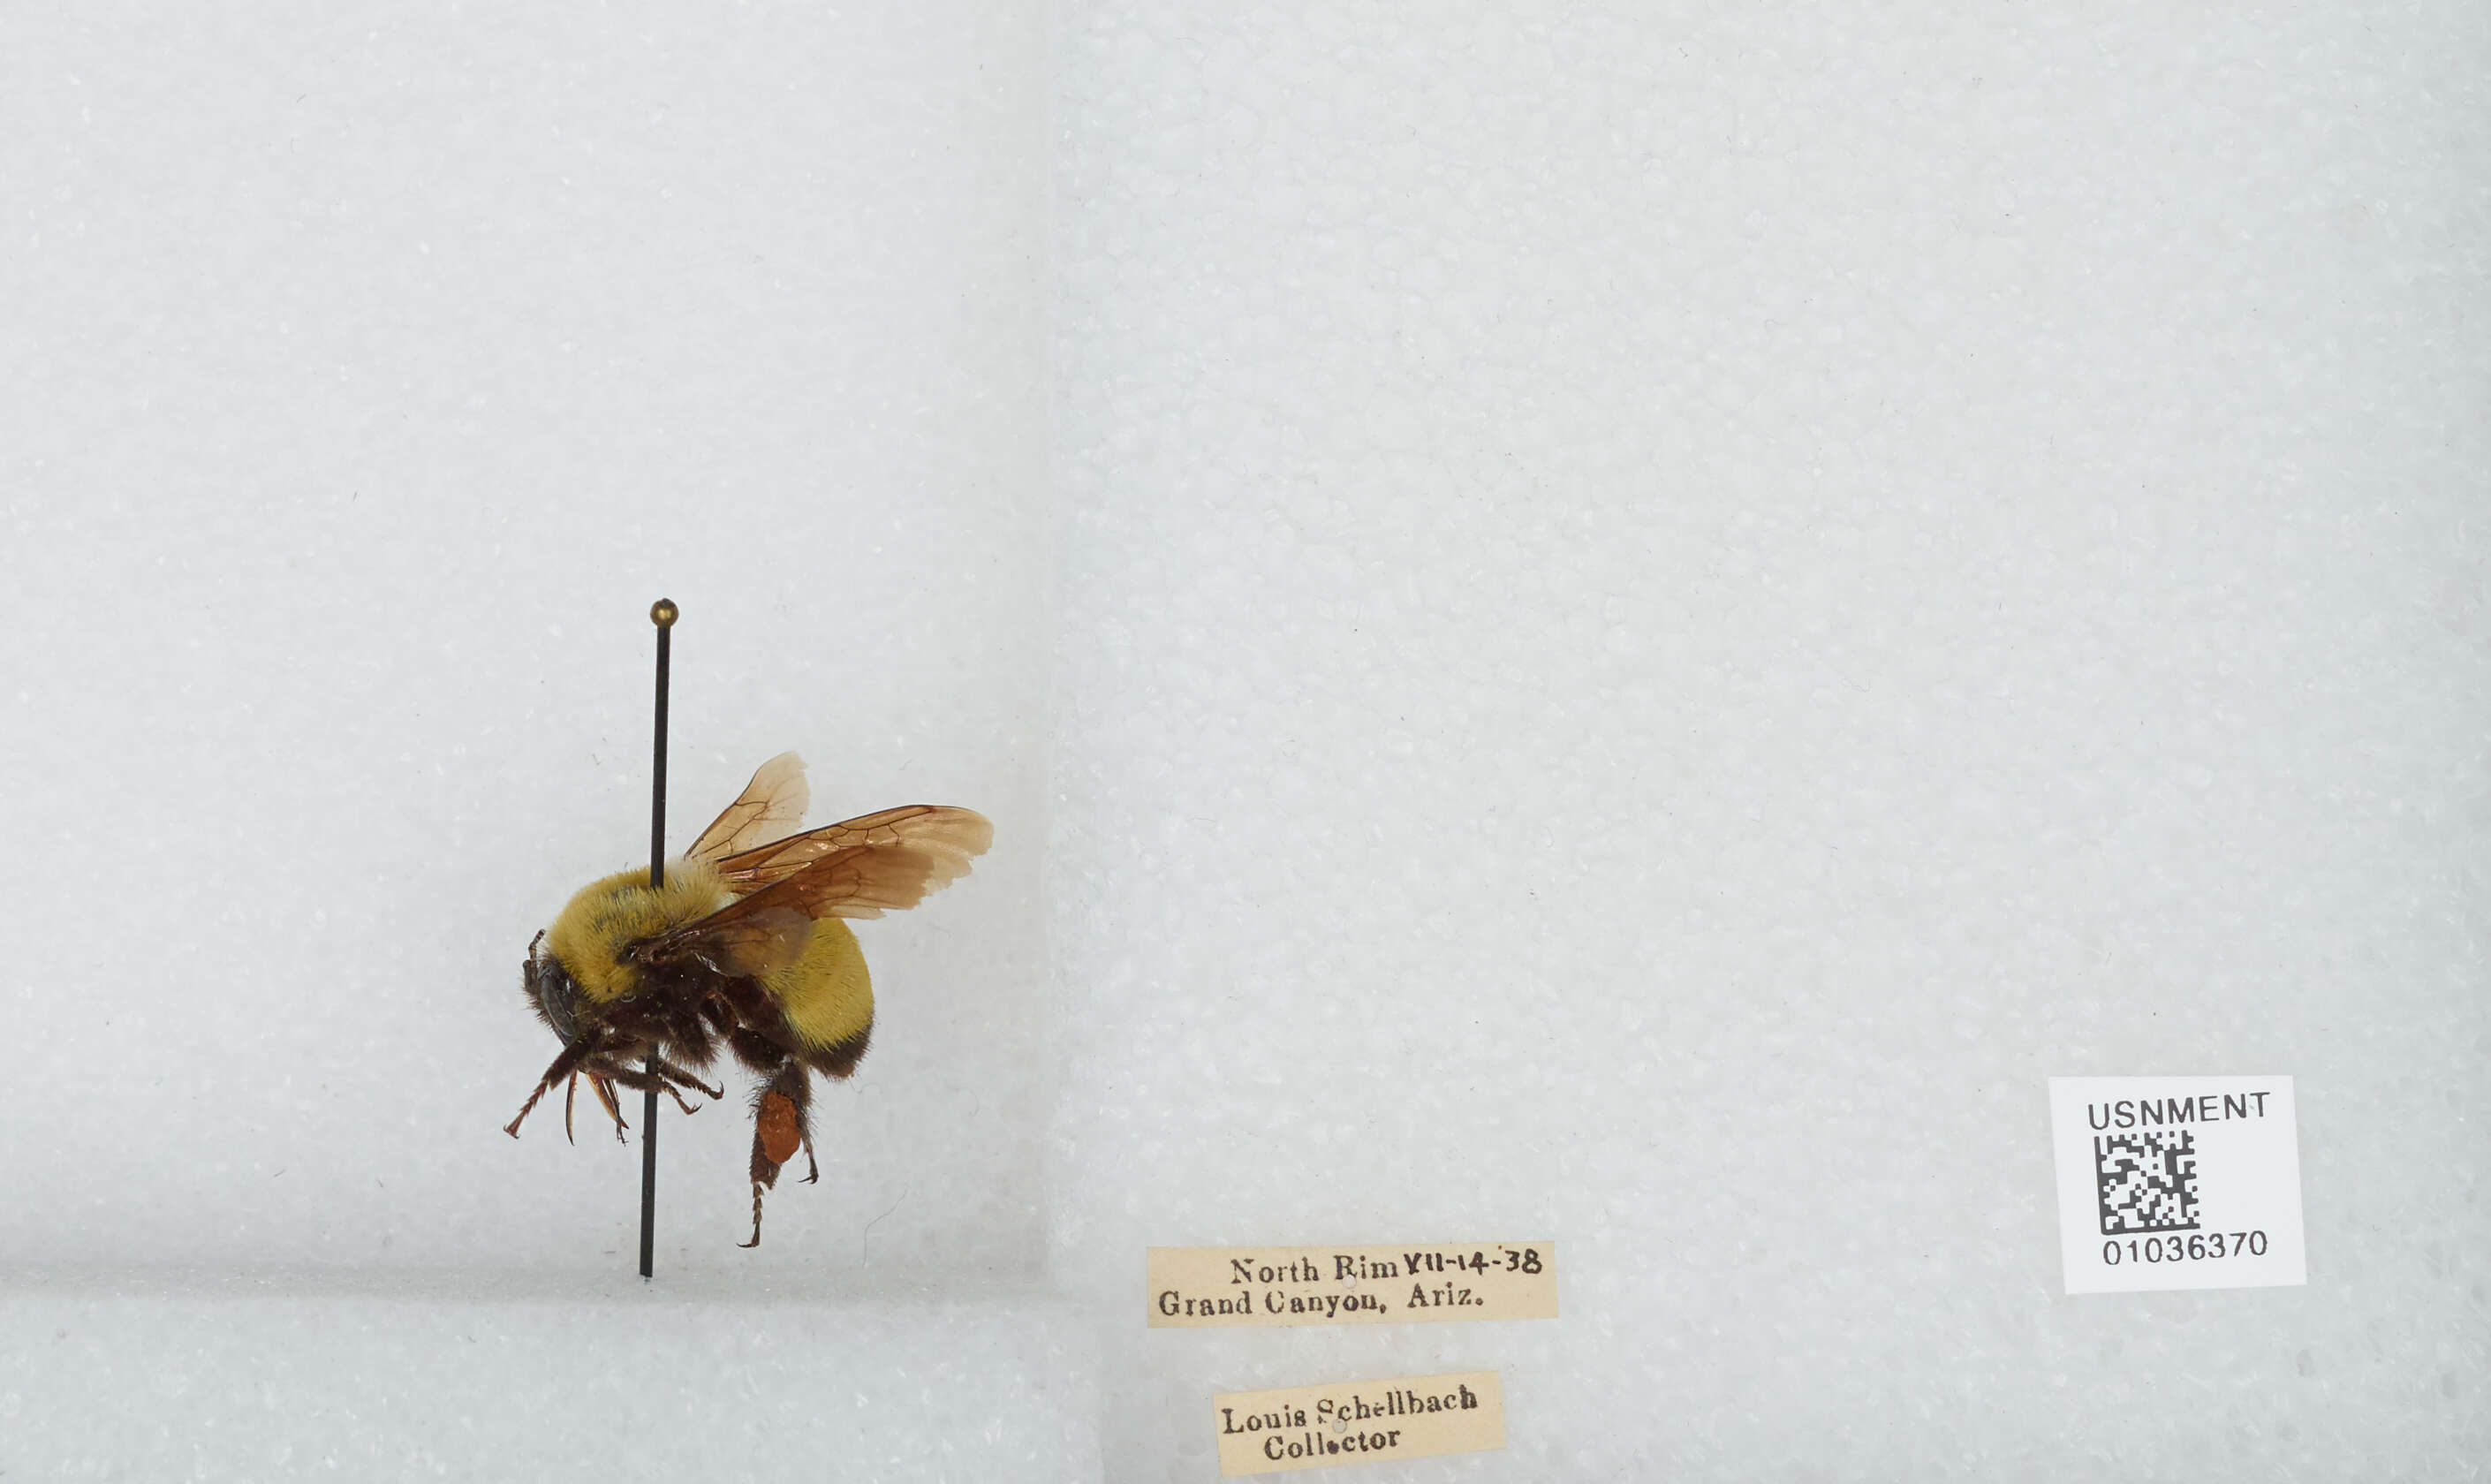 USNMENT
01036370
North Rim VII-14-38
Grand Canyon, Ariz.
Louis Schellbach
Collector